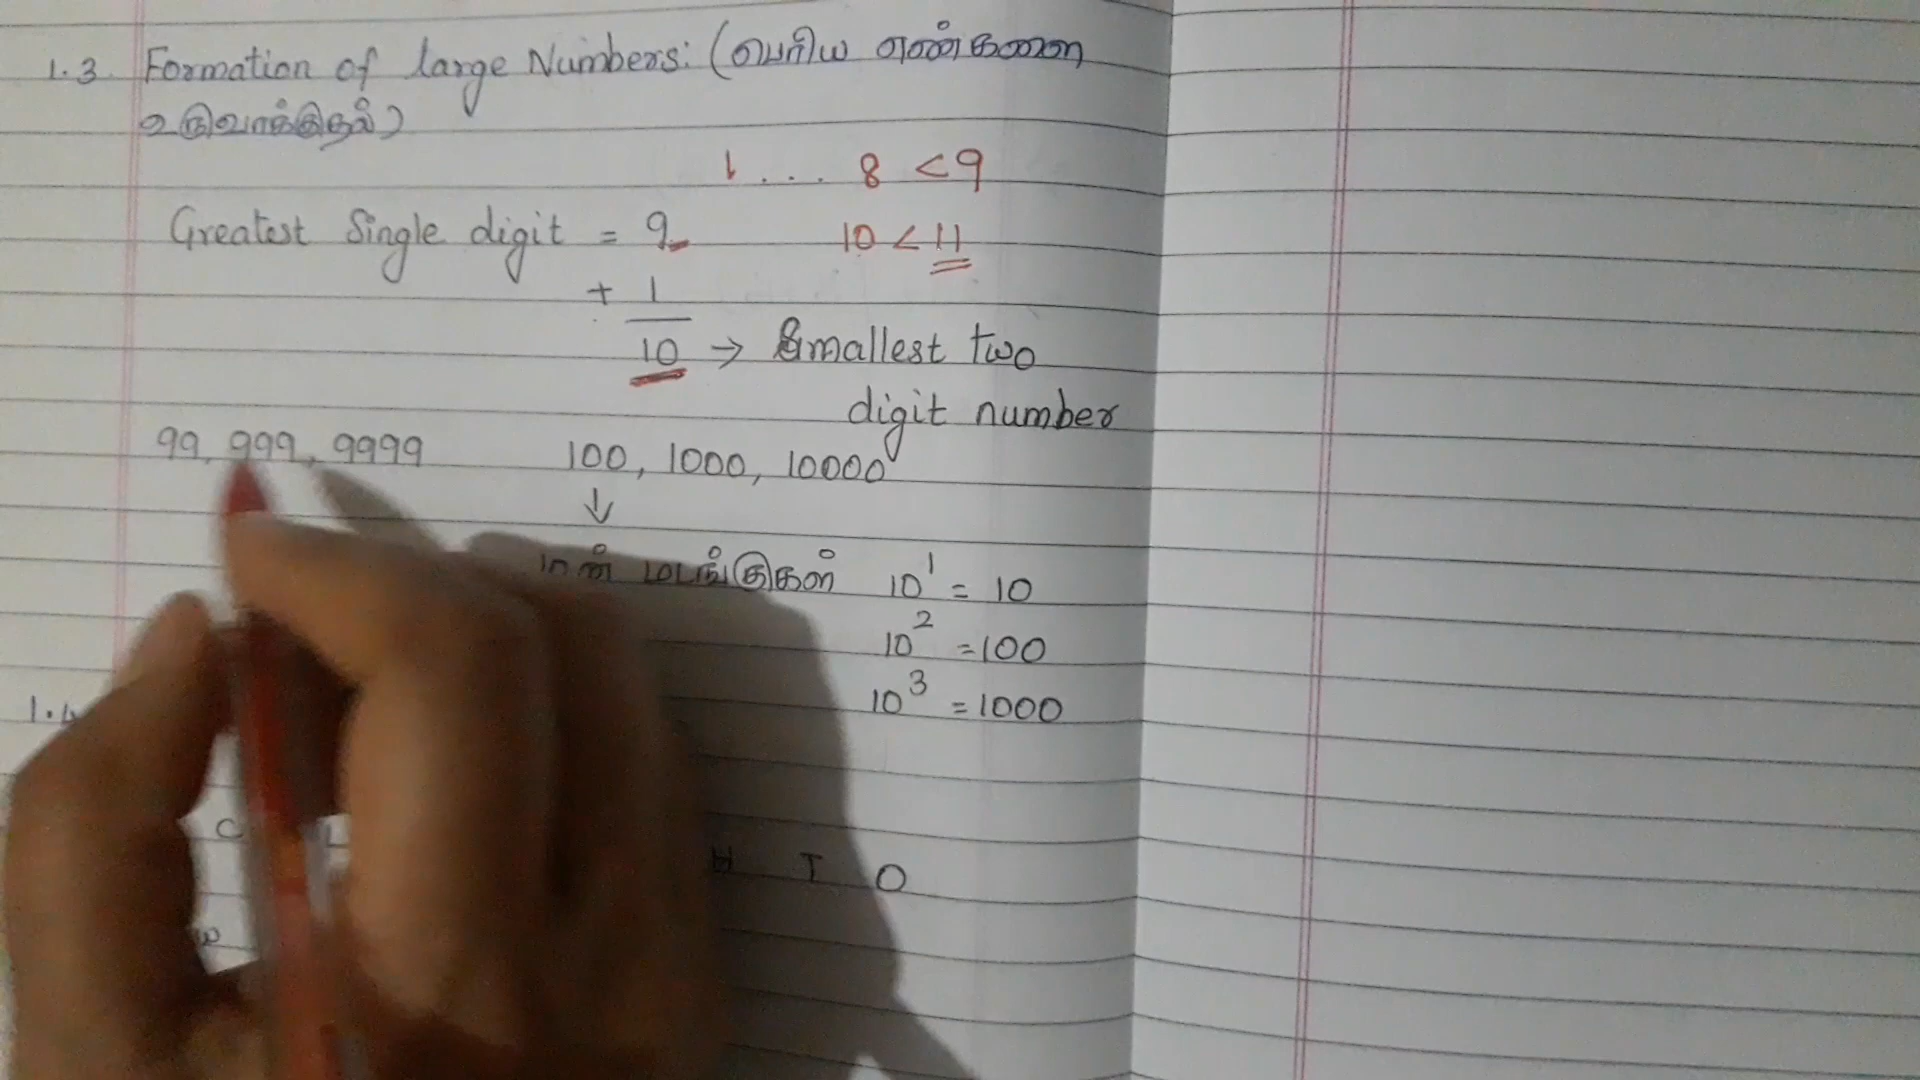 1.3 Formation of large Numbers: (பெரிய எண்களை
உருவாக்குதல்)
1 ... 8 < 9
Greatest Single digit = 9 10 < 11
+ 1
10 → Smallest two
digit number
99, 999, 9999 100, 1000, 10000
↓
மடங்குகள் 10¹ = 10
10² = 100
10³ = 1000
H T O